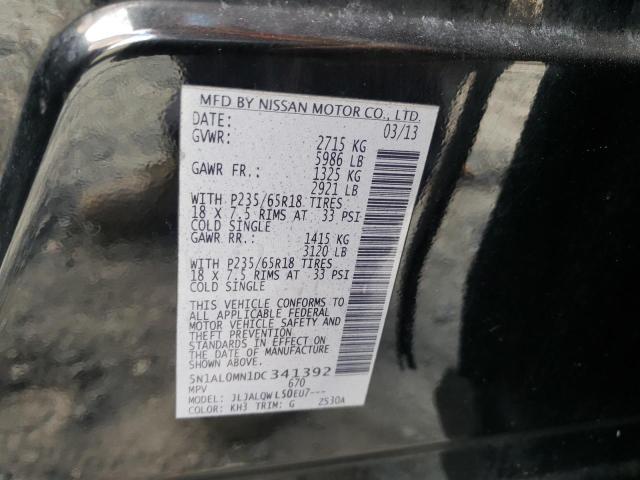 MFD BY NISSAN MOTOR CO., LTD.
DATE: 03/13
GVWR: 2715 KG
5986 LB
GAWR FR.: 1325 KG
2921 LB
WITH P235/65R18 TIRES
18 X 7.5 RIMS AT 33 PSI
COLD SINGLE
GAWR RR.: 1415 KG
3120 LB
WITH P235/65R18 TIRES
18 X 7.5 RIMS AT 33 PSI
COLD SINGLE
THIS VEHICLE CONFORMS TO
ALL APPLICABLE FEDERAL
MOTOR VEHICLE SAFETY AND
THEFT PREVENTION
STANDARDS IN EFFECT ON
THE DATE OF MANUFACTURE
SHOWN ABOVE.
5N1AL0MN1DC341392
MPV 670
MODEL: JLJALQWL50EU7---
COLOR: KH3 TRIM: G 2530A